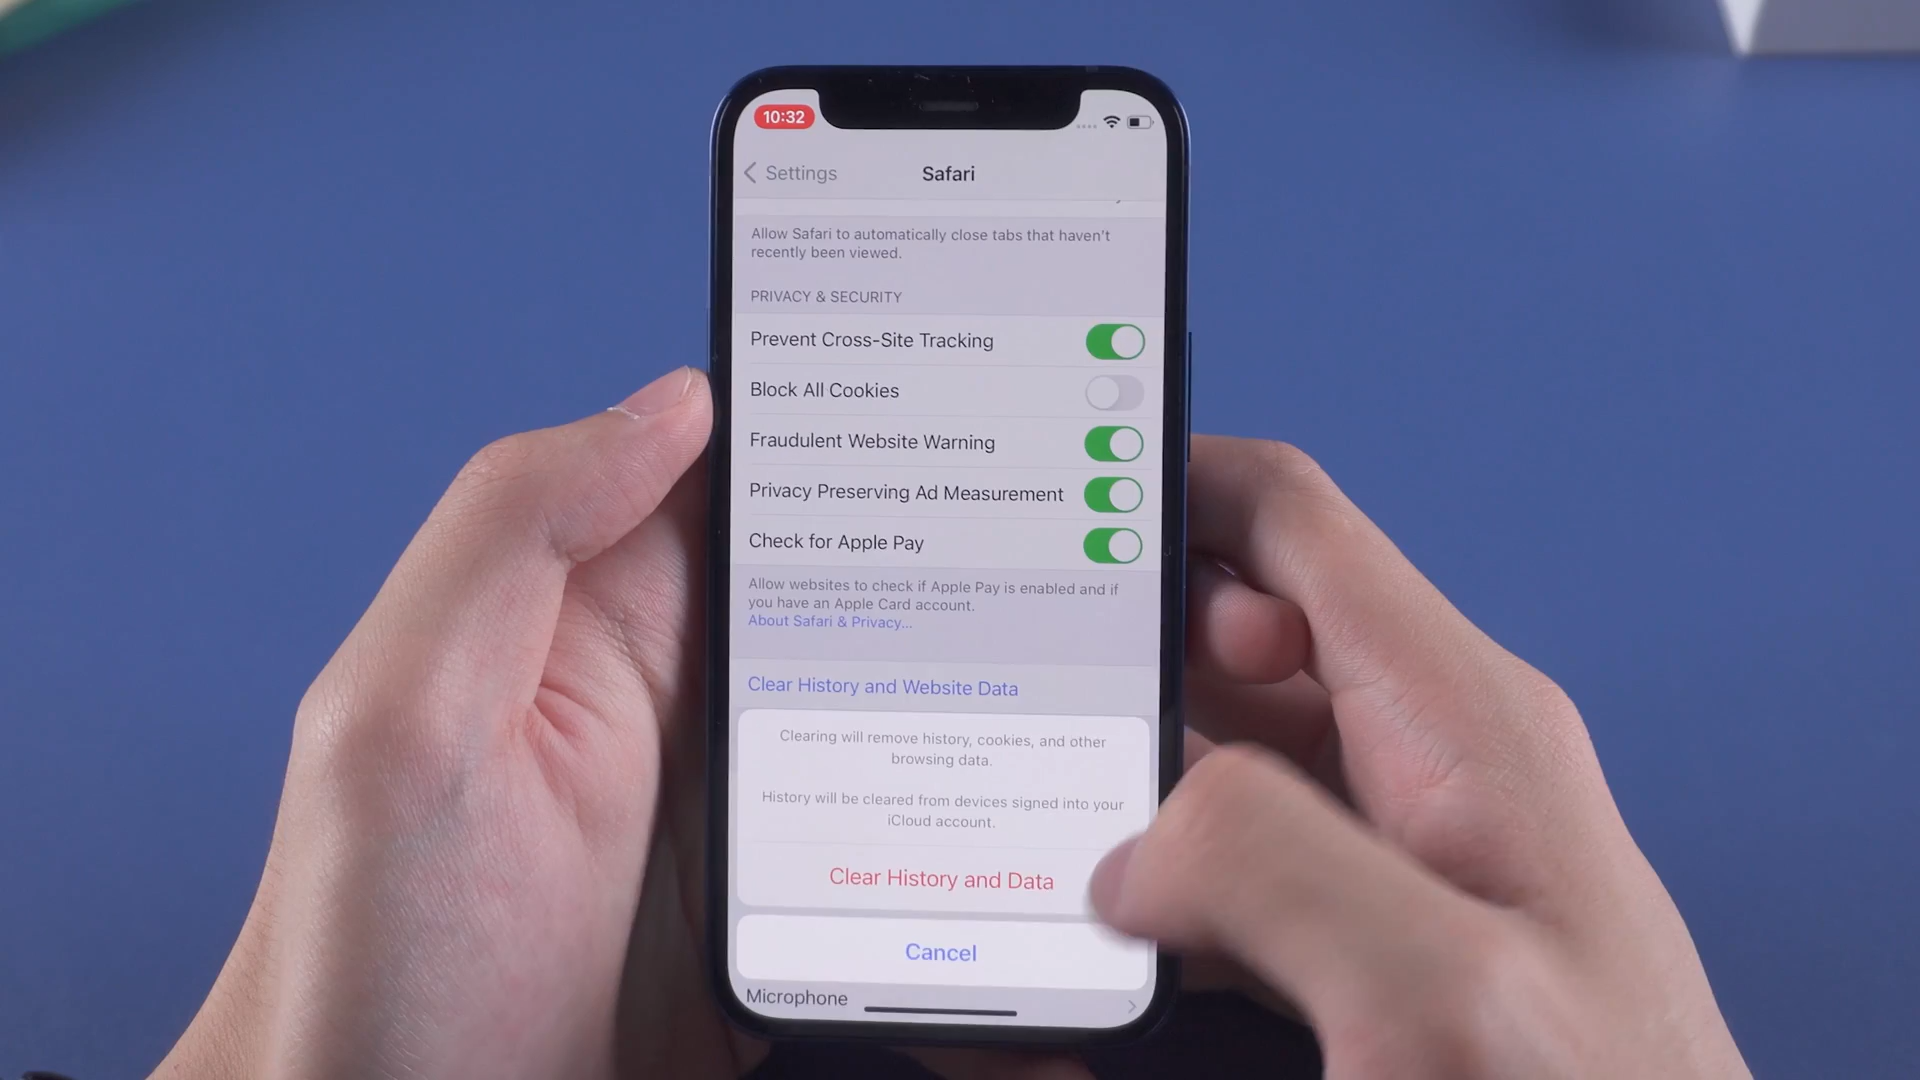 10:32
Settings
Safari
Allow Safari to automatically close tabs that haven't
recently been viewed.
PRIVACY & SECURITY
Prevent Cross-Site Tracking
Block All Cookies
Fraudulent Website Warning
Privacy Preserving Ad Measurement
Check for Apple Pay
Allow websites to check if Apple Pay is enabled and if
you have an Apple Card account.
About Safari & Privacy...
Clear History and Website Data
Clearing will remove history, cookies, and other
browsing data.
History will be cleared from devices signed into your
iCloud account.
Clear History and Data
Cancel
Microphone